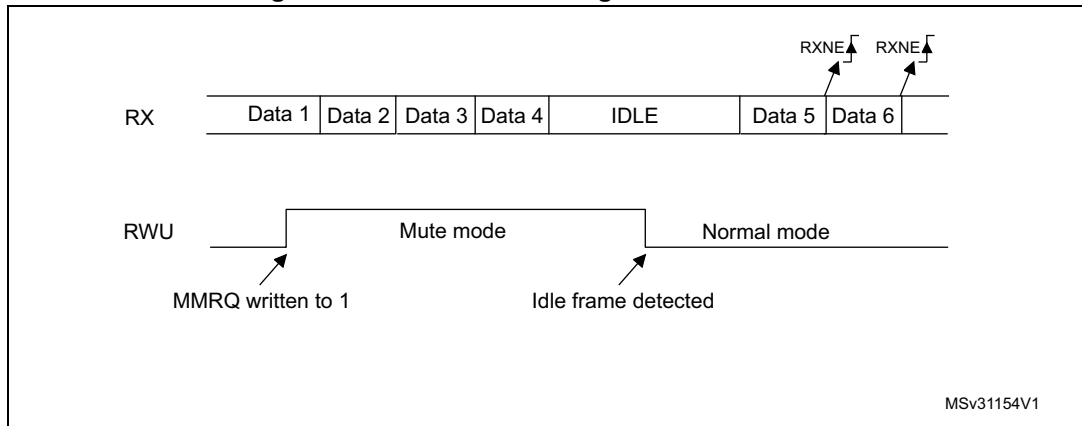 RXNE RXNE
RX Data 1 Data 2 Data 3 Data 4 IDLE Data 5 Data 6
RWU Mute mode Normal mode
MMRQ written to 1 Idle frame detected
MSv31154V1